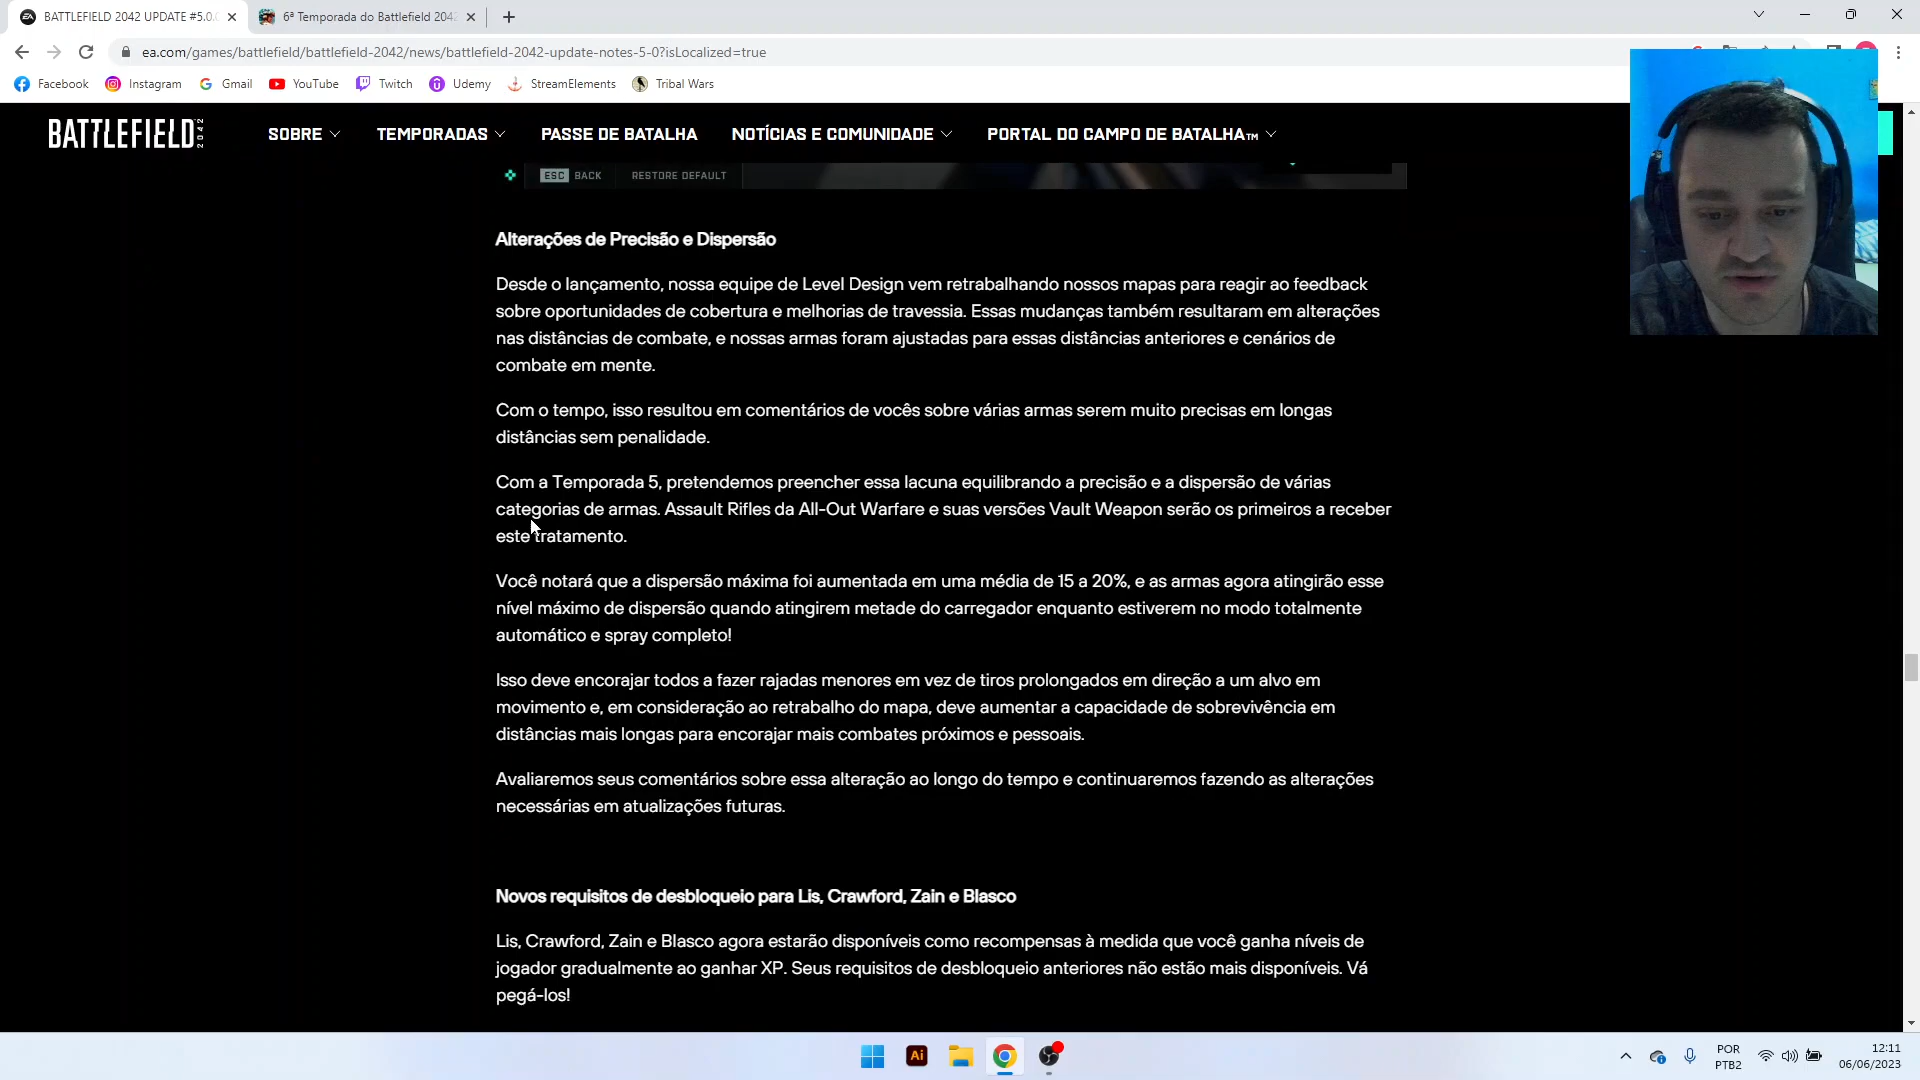 BATTLEFIELD 2042 UPDATE #5.0.0
6ª Temporada do Battlefield 2042
ea.com/games/battlefield/battlefield-2042/news/battlefield-2042-update-notes-5-0?isLocalized=true
Facebook Instagram Gmail YouTube Twitch Udemy StreamElements Tribal Wars
BATTLEFIELD 2042 SOBRE TEMPORADAS PASSE DE BATALHA NOTÍCIAS E COMUNIDADE PORTAL DO CAMPO DE BATALHA™
ESC BACK RESTORE DEFAULT
Alterações de Precisão e Dispersão
Desde o lançamento, nossa equipe de Level Design vem retrabalhando nossos mapas para reagir ao feedback
sobre oportunidades de cobertura e melhorias de travessia. Essas mudanças também resultaram em alterações
nas distâncias de combate, e nossas armas foram ajustadas para essas distâncias anteriores e cenários de
combate em mente.
Com o tempo, isso resultou em comentários de vocês sobre várias armas serem muito precisas em longas
distâncias sem penalidade.
Com a Temporada 5, pretendemos preencher essa lacuna equilibrando a precisão e a dispersão de várias
categorias de armas. Assault Rifles da All-Out Warfare e suas versões Vault Weapon serão os primeiros a receber
este tratamento.
Você notará que a dispersão máxima foi aumentada em uma média de 15 a 20%, e as armas agora atingirão esse
nível máximo de dispersão quando atingirem metade do carregador enquanto estiverem no modo totalmente
automático e spray completo!
Isso deve encorajar todos a fazer rajadas menores em vez de tiros prolongados em direção a um alvo em
movimento e, em consideração ao retrabalho do mapa, deve aumentar a capacidade de sobrevivência em
distâncias mais longas para encorajar mais combates próximos e pessoais.
Avaliaremos seus comentários sobre essa alteração ao longo do tempo e continuaremos fazendo as alterações
necessárias em atualizações futuras.
Novos requisitos de desbloqueio para Lis, Crawford, Zain e Blasco
Lis, Crawford, Zain e Blasco agora estarão disponíveis como recompensas à medida que você ganha níveis de
jogador gradualmente ao ganhar XP. Seus requisitos de desbloqueio anteriores não estão mais disponíveis. Vá
pegá-los!
Ai
POR
PTB2
12:11
06/06/2023